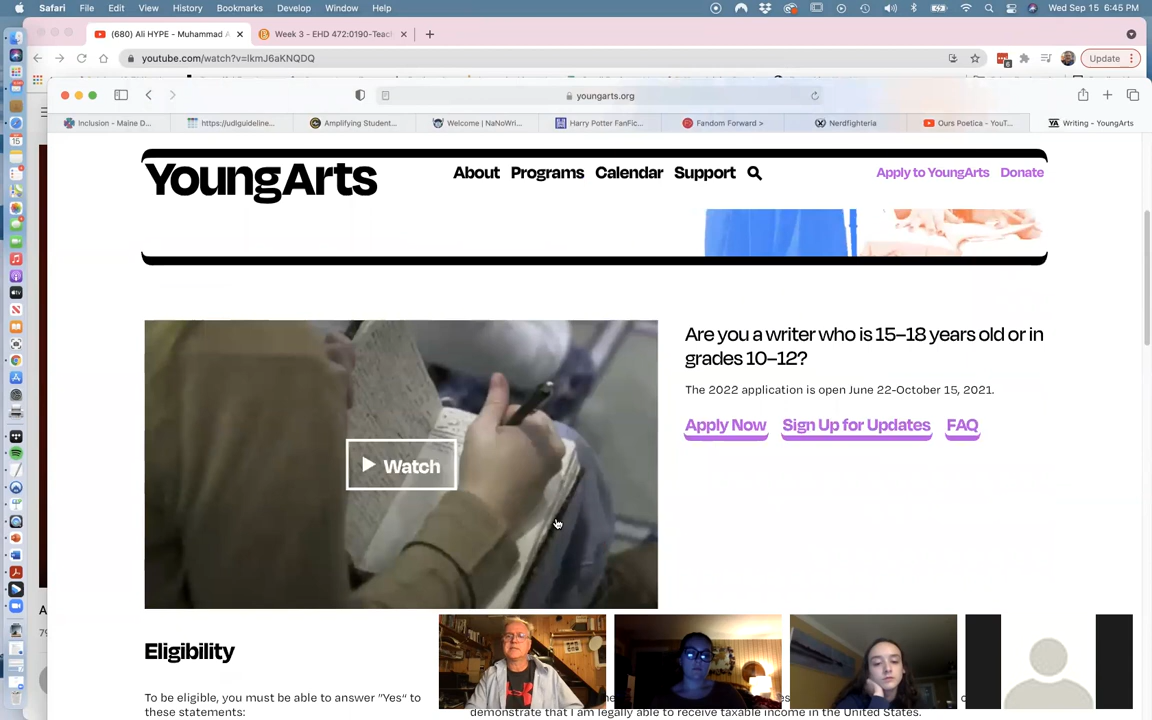 Safari File Edit View History Bookmarks Develop Window Help Wed Sep 15 6:45 PM
(680) Ali HYPE - Muhammad A Week 3 - EHD 472:0190-Teac
youtube.com/watch?v=lkmJ6aKNQDQ Update
youngarts.org
Inclusion - Maine D... https://udlguideline... Amplifying Student... Welcome | NaNoWri... Harry Potter FanFic... Fandom Forward > Nerdfighteria Ours Poetica - YouT... Writing - YoungArts
YoungArts About Programs Calendar Support Apply to YoungArts Donate
Are you a writer who is 15–18 years old or in
grades 10–12?
The 2022 application is open June 22-October 15, 2021.
Apply Now Sign Up for Updates FAQ
Watch
Eligibility
To be eligible, you must be able to answer "Yes“ to
these statements:
demonstrate that I am legally able to receive taxable income in the United States.